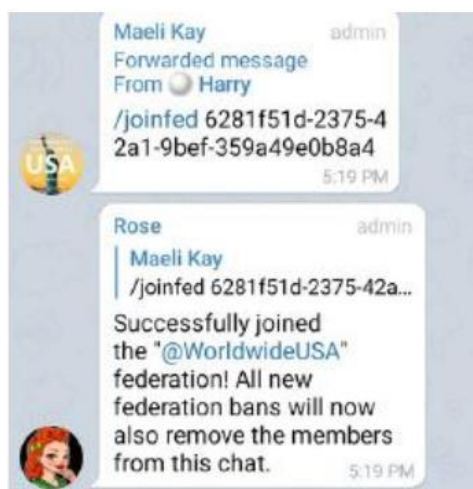 Maeli Kay admin
Forwarded message
From Harry
/joinfed 6281f51d-2375-4
2a1-9bef-359a49e0b8a4
5:19 PM
USA
Rose admin
Maeli Kay
/joinfed 6281f51d-2375-42a...
Successfully joined
the "@WorldwideUSA"
federation! All new
federation bans will now
also remove the members
from this chat.
5:19 PM